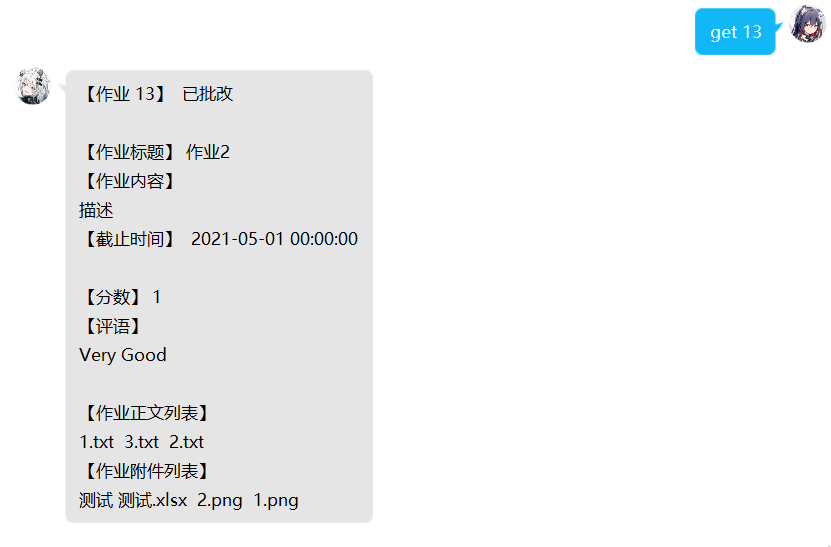 get 13
【作业 13】 已批改
【作业标题】 作业2
【作业内容】
描述
【截止时间】 2021-05-01 00:00:00
【分数】 1
【评语】
Very Good
【作业正文列表】
1.txt 3.txt 2.txt
【作业附件列表】
测试 测试.xlsx 2.png 1.png